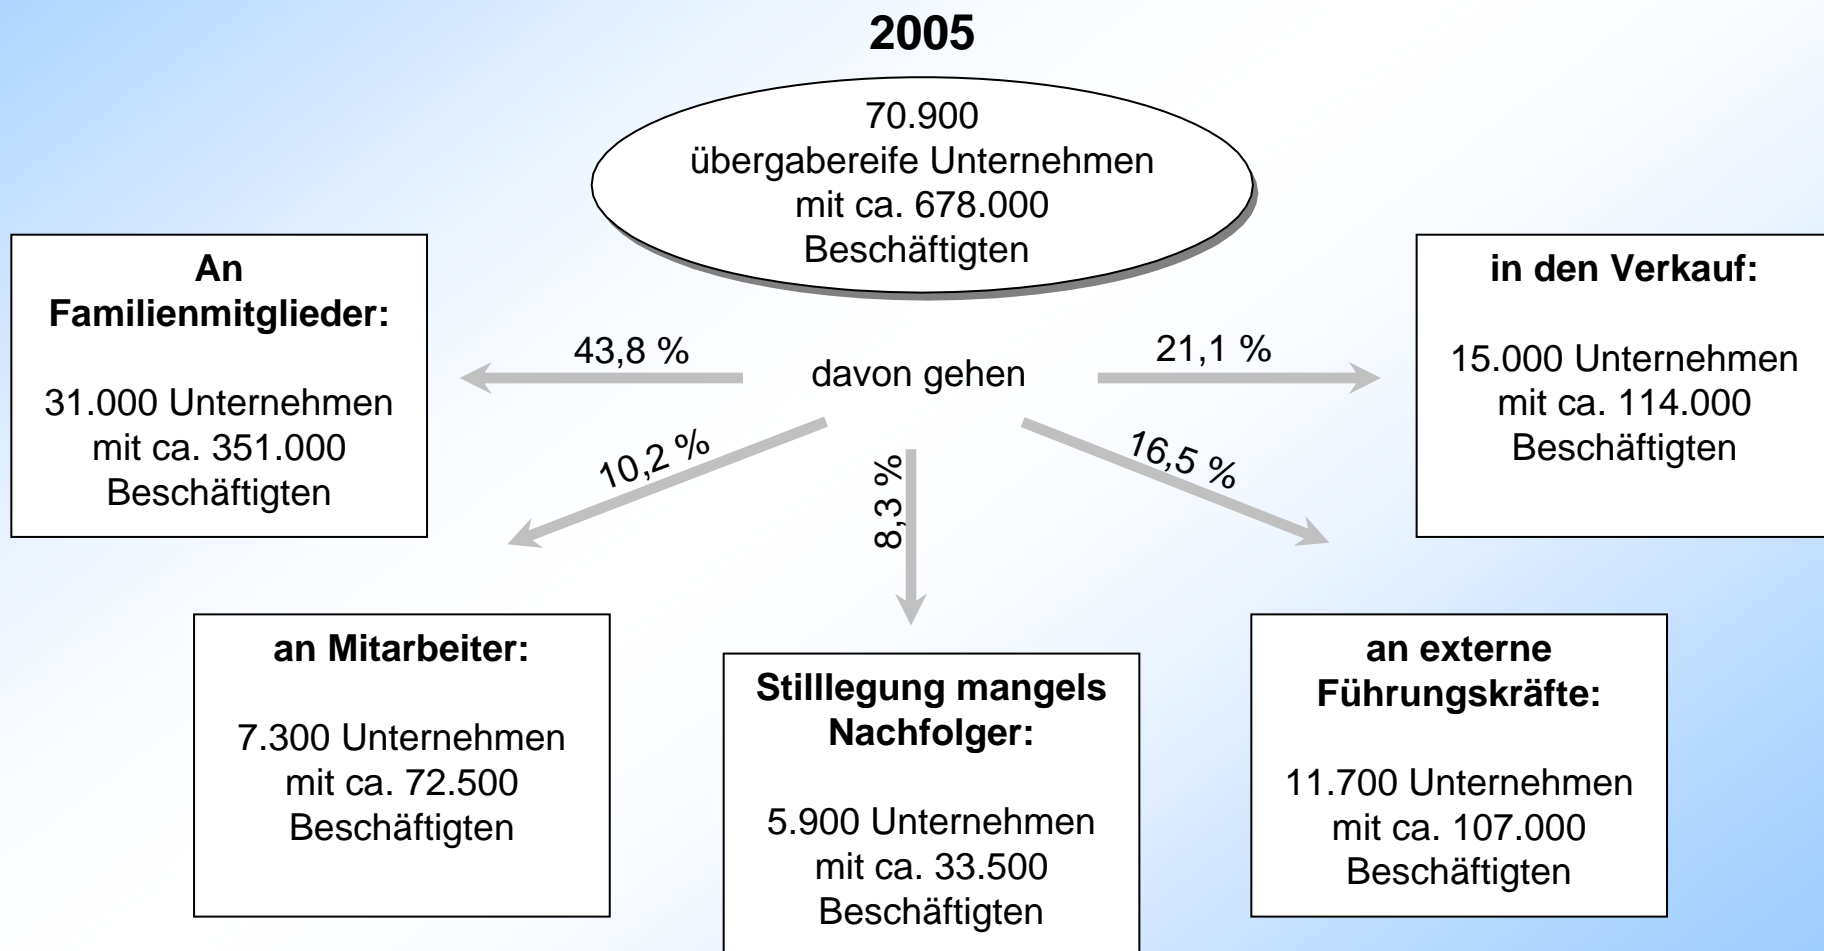 2005
70.900
übergabereife Unternehmen
mit ca. 678.000
Beschäftigten
An
Familienmitglieder:
31.000 Unternehmen
mit ca. 351.000
Beschäftigten
in den Verkauf:
15.000 Unternehmen
mit ca. 114.000
Beschäftigten
43,8 %
davon gehen
21,1 %
10,2 %
8,3 %
16,5 %
an Mitarbeiter:
7.300 Unternehmen
mit ca. 72.500
Beschäftigten
Stilllegung mangels
Nachfolger:
5.900 Unternehmen
mit ca. 33.500
Beschäftigten
an externe
Führungskräfte:
11.700 Unternehmen
mit ca. 107.000
Beschäftigten